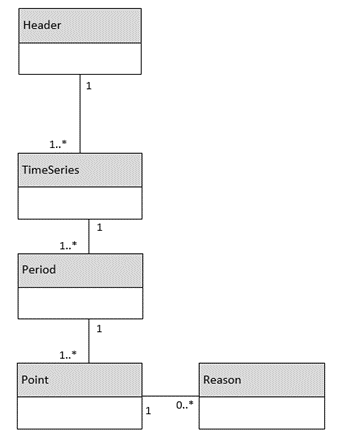 Header
1
1..*
TimeSeries
1
1..*
Period
1
1..*
Point
Reason
1
0..*